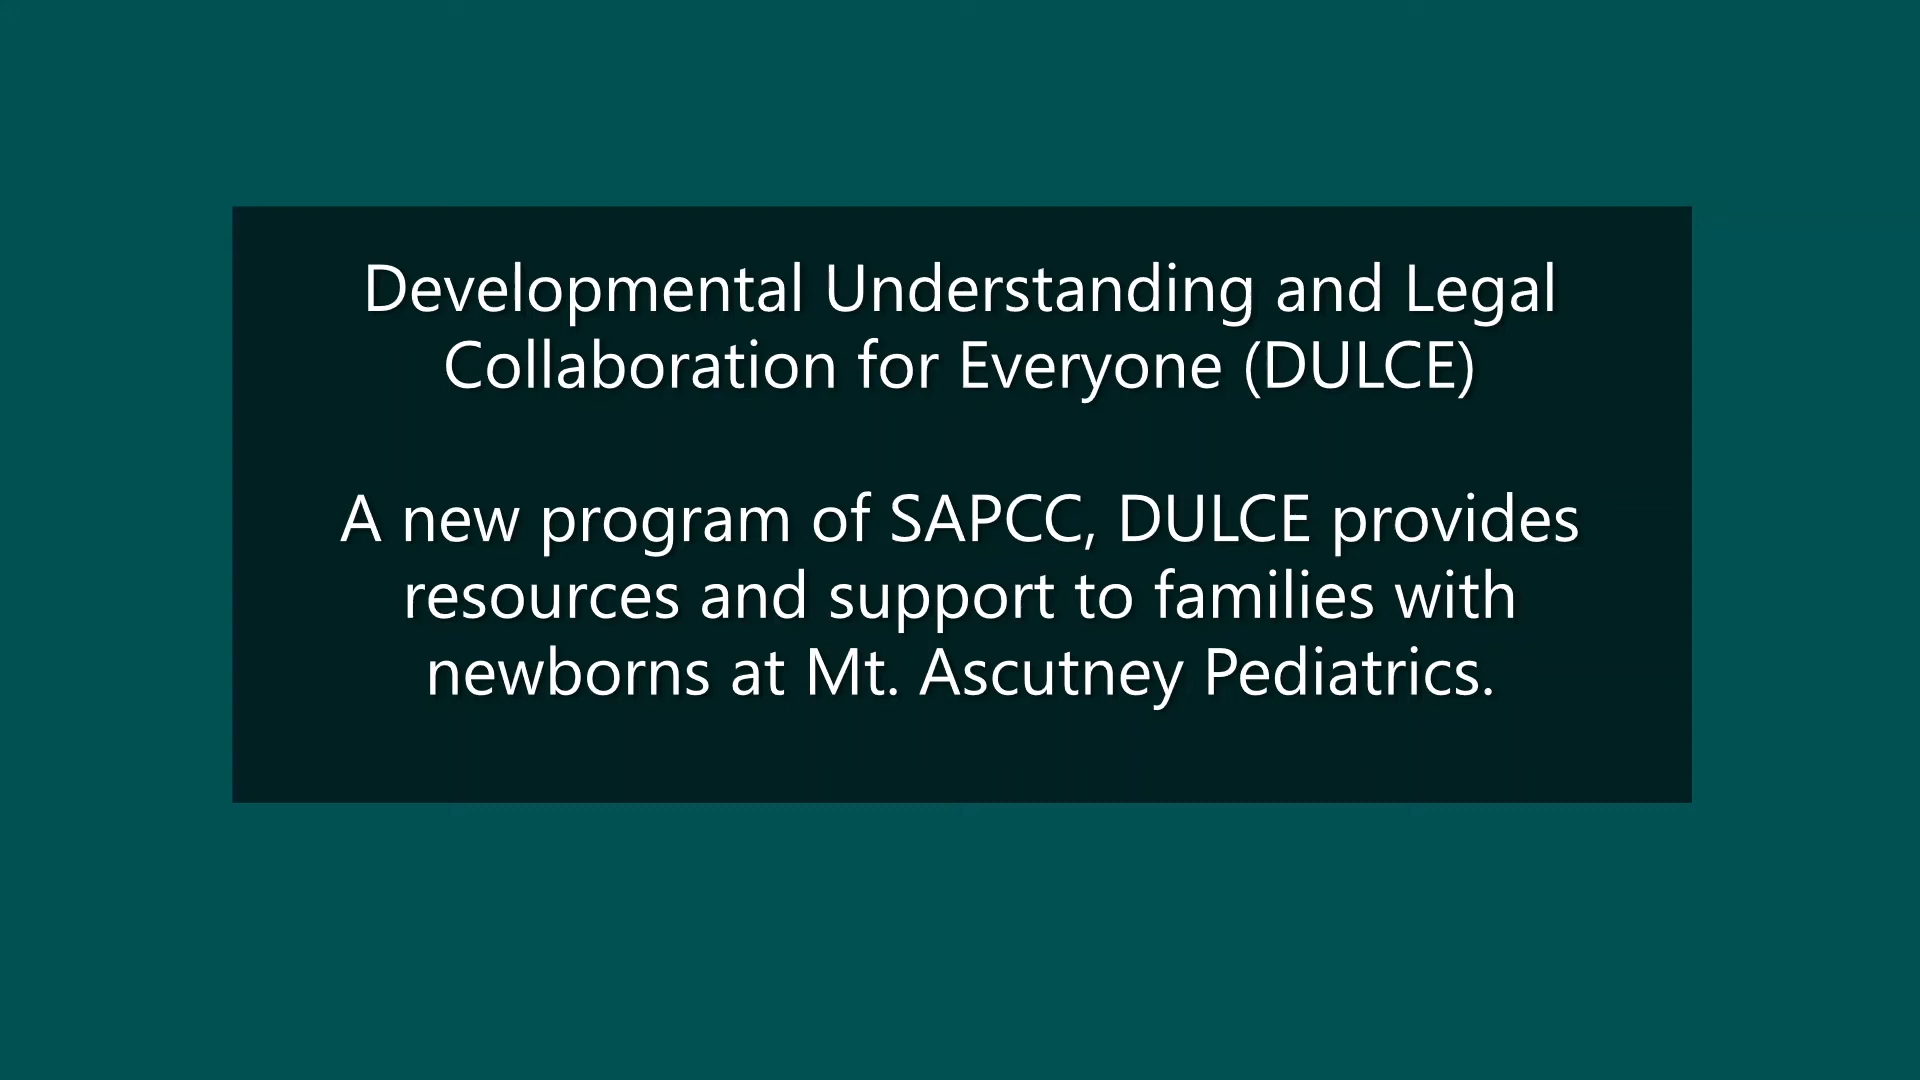 Developmental Understanding and Legal
Collaboration for Everyone (DULCE)
A new program of SAPCC, DULCE provides
resources and support to families with
newborns at Mt. Ascutney Pediatrics.